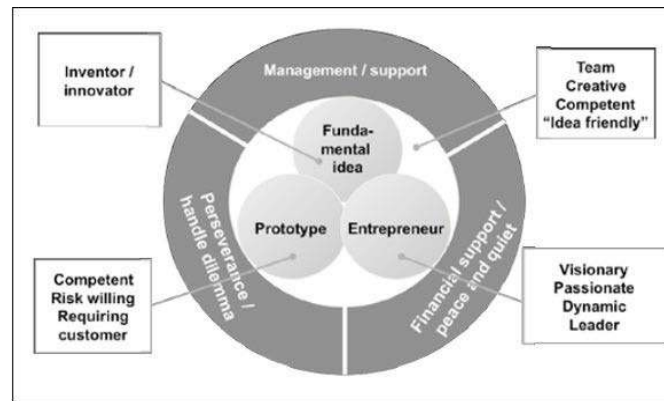 Inventor /
innovator
Management / support
Team
Creative
Competent
“Idea friendly”
Funda-
mental
idea
Prototype
Entrepreneur
Perseverance /
handle dilemma
Financial support /
peace and quiet
Competent
Risk willing
Requiring
customer
Visionary
Passionate
Dynamic
Leader